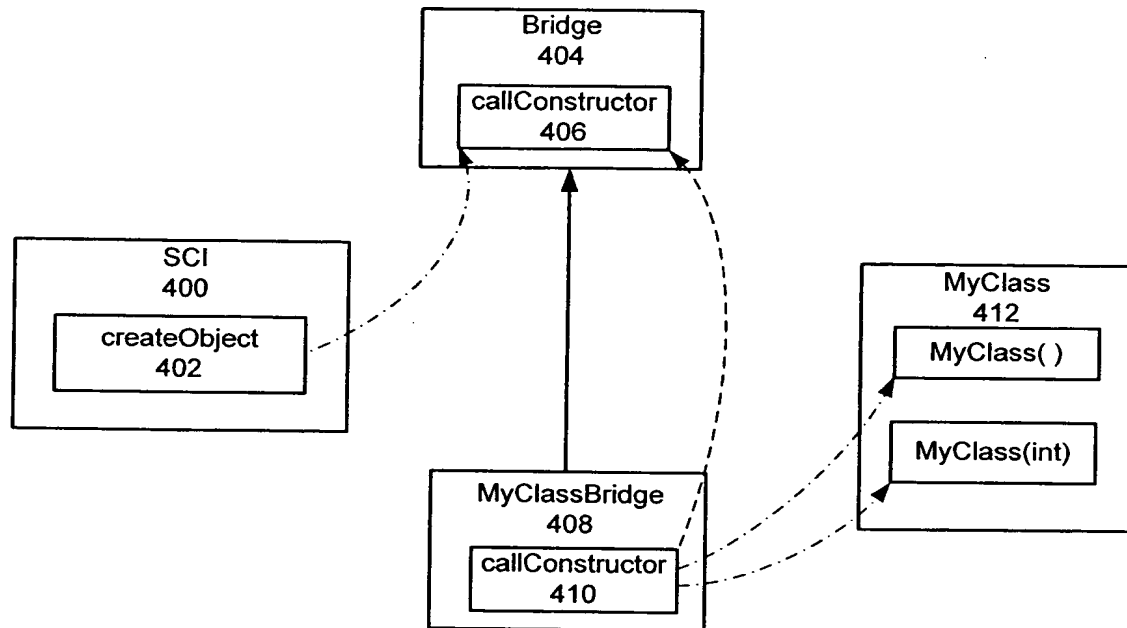 Bridge
404
callConstructor
406
SCI
400
createObject
402
MyClass
412
MyClass( )
MyClass(int)
MyClassBridge
408
callConstructor
410